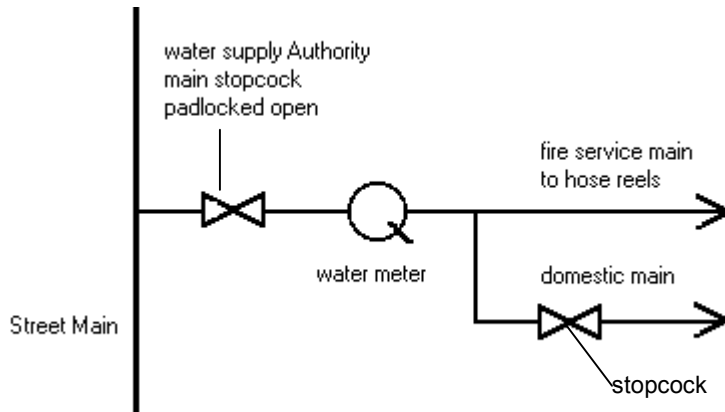 water supply Authority
main stopcock
padlocked open
fire service main
to hose reels
water meter
domestic main
Street Main
stopcock